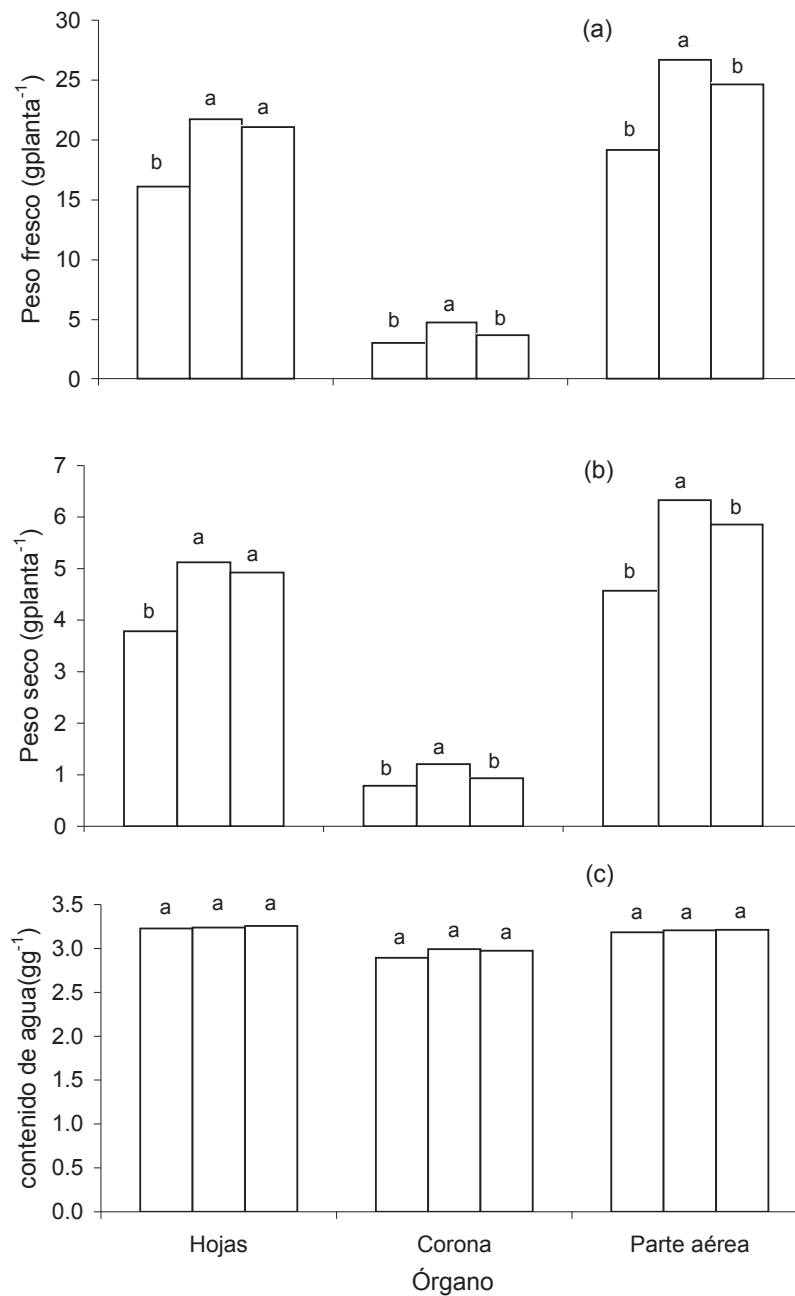 (a)
Peso fresco (gplanta⁻¹)
30
25
20
15
10
5
0
b a a
b a b
b a b
(b)
Peso seco (gplanta⁻¹)
7
6
5
4
3
2
1
0
b a a
b a b
b a b
(c)
contenido de agua(gg⁻¹)
3.5
3.0
2.5
2.0
1.5
1.0
0.5
0.0
a a a
a a a
a a a
Hojas Corona Parte aérea
Órgano